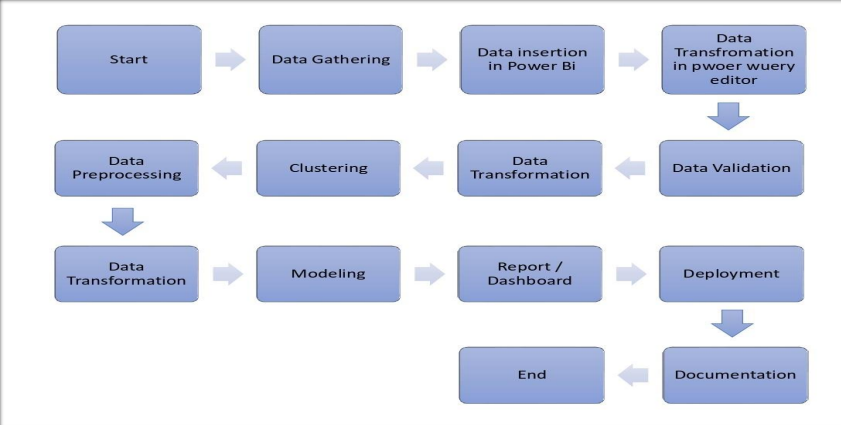 Start
Data Gathering
Data insertion
in Power Bi
Data
Transfromation
in pwoer wuery
editor
Data Validation
Data
Transformation
Clustering
Data
Preprocessing
Data
Transformation
Modeling
Report /
Dashboard
Deployment
Documentation
End